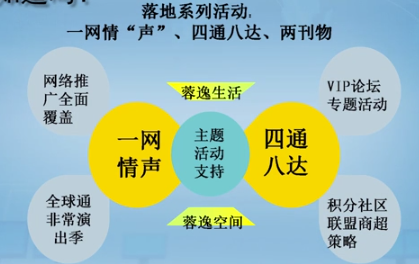 落地系列活动,
一网情“声”、四通八达、两刊物
网络推
广全面
覆盖
蓉逸生活
VIP论坛
专题活动
一网
情声
主题
活动
支持
四通
八达
全球通
非常演
出季
蓉逸空间
积分社区
联盟商超
策略